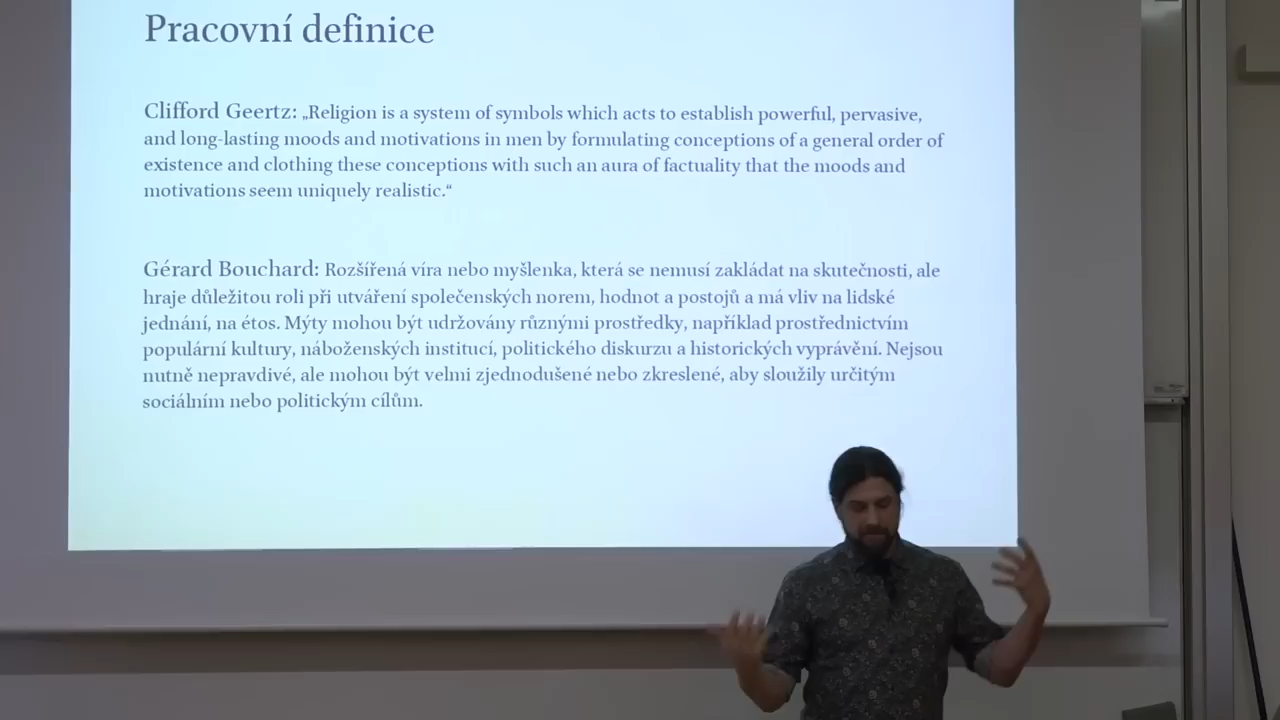 Pracovní definice
Clifford Geertz: „Religion is a system of symbols which acts to establish powerful, pervasive,
and long-lasting moods and motivations in men by formulating conceptions of a general order of
existence and clothing these conceptions with such an aura of factuality that the moods and
motivations seem uniquely realistic.“
Gérard Bouchard: Rozšířená víra nebo myšlenka, která se nemusí zakládat na skutečnosti, ale
hraje důležitou roli při utváření společenských norem, hodnot a postojů a má vliv na lidské
jednání, na étos. Mýty mohou být udržovány různými prostředky, například prostřednictvím
populární kultury, náboženských institucí, politického diskurzu a historických vyprávění. Nejsou
nutně nepravdivé, ale mohou být velmi zjednodušené nebo zkreslené, aby sloužily určitým
sociálním nebo politickým cílům.